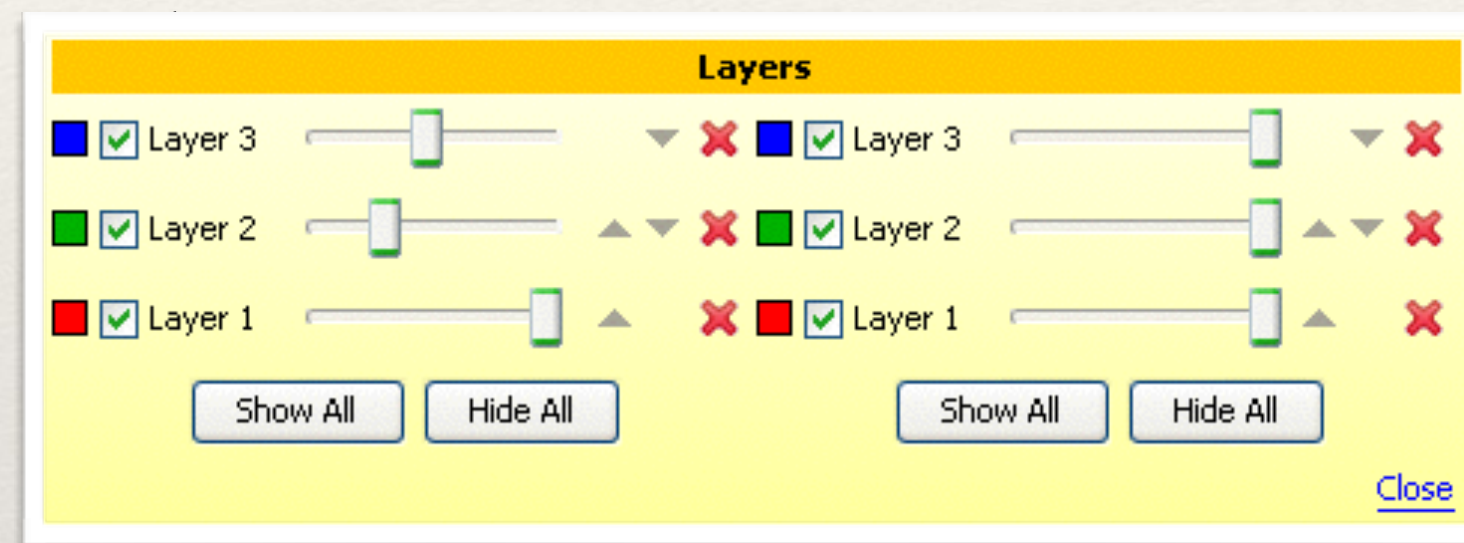 Layers
Layer 3 Layer 3
Layer 2 Layer 2
Layer 1 Layer 1
Show All Hide All Show All Hide All
Close